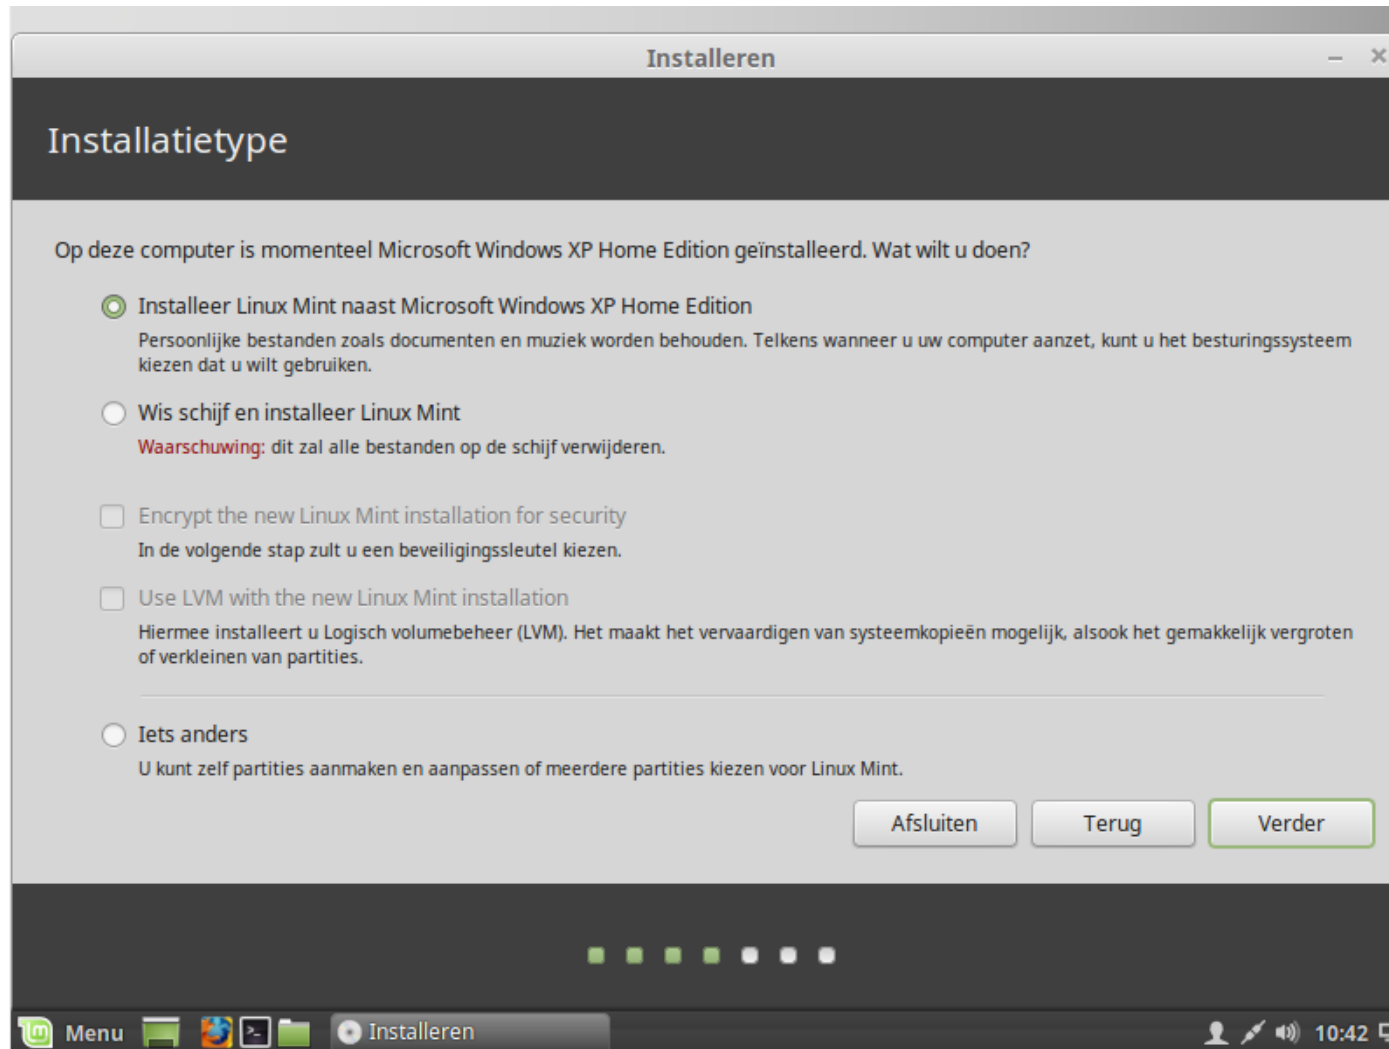 Installeren
Installatietype
Op deze computer is momenteel Microsoft Windows XP Home Edition geïnstalleerd. Wat wilt u doen?
Installeer Linux Mint naast Microsoft Windows XP Home Edition
Persoonlijke bestanden zoals documenten en muziek worden behouden. Telkens wanneer u uw computer aanzet, kunt u het besturingssysteem
kiezen dat u wilt gebruiken.
Wis schijf en installeer Linux Mint
Waarschuwing: dit zal alle bestanden op de schijf verwijderen.
Encrypt the new Linux Mint installation for security
In de volgende stap zult u een beveiligingssleutel kiezen.
Use LVM with the new Linux Mint installation
Hiermee installeert u Logisch volumebeheer (LVM). Het maakt het vervaardigen van systeemkopieën mogelijk, alsook het gemakkelijk vergroten
of verkleinen van partities.
Iets anders
U kunt zelf partities aanmaken en aanpassen of meerdere partities kiezen voor Linux Mint.
Afsluiten Terug Verder
Menu Installeren 10:42